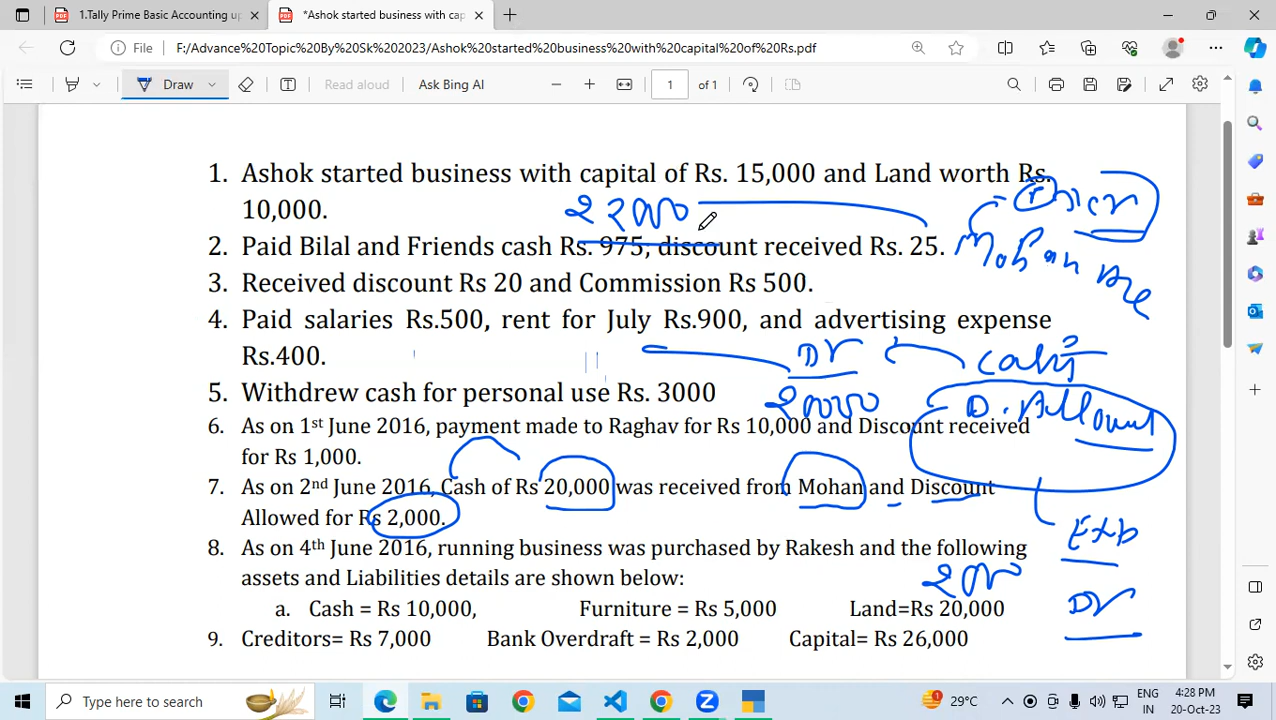 1.Tally Prime Basic Accounting up
*Ashok started business with cap
File F:/Advance%20Topic%20By%20Sk%202023/Ashok%20started%20business%20with%20capital%20of%20Rs.pdf
Draw Read aloud Ask Bing AI 1 of 1
1. Ashok started business with capital of Rs. 15,000 and Land worth Rs.
10,000.
22000
2. Paid Bilal and Friends cash Rs. 975, discount received Rs. 25.
Mohan
3. Received discount Rs 20 and Commission Rs 500.
4. Paid salaries Rs.500, rent for July Rs.900, and advertising expense
Rs.400.
Dr
Cash
5. Withdrew cash for personal use Rs. 3000
20000
D. Allount
6. As on 1st June 2016, payment made to Raghav for Rs 10,000 and Discount received
for Rs 1,000.
7. As on 2nd June 2016, Cash of Rs 20,000 was received from Mohan and Discount
Allowed for Rs 2,000.
Exp
8. As on 4th June 2016, running business was purchased by Rakesh and the following
assets and Liabilities details are shown below:
2000
Dr
a. Cash = Rs 10,000, Furniture = Rs 5,000 Land=Rs 20,000
9. Creditors= Rs 7,000 Bank Overdraft = Rs 2,000 Capital= Rs 26,000
Type here to search
1
29°C
ENG
IN
4:28 PM
20-Oct-23